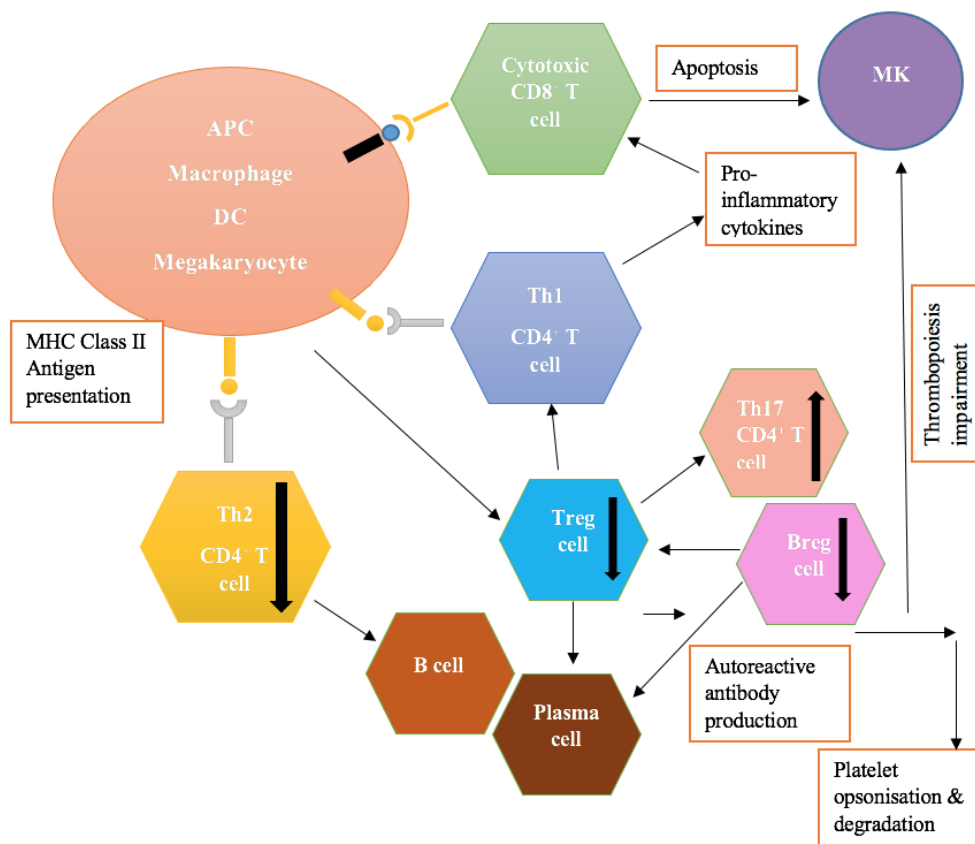 APC
Macrophage
DC
Megakaryocyte
Cytotoxic
CD8⁺ T
cell
Apoptosis
MK
Pro-
inflammatory
cytokines
MHC Class II
Antigen
presentation
Th1
CD4⁺ T
cell
Thrombopoiesis
impairment
Th17
CD4⁺ T
cell
Th2
CD4⁺ T
cell
Treg
cell
Breg
cell
B cell
Plasma
cell
Autoreactive
antibody
production
Platelet
opsonisation &
degradation